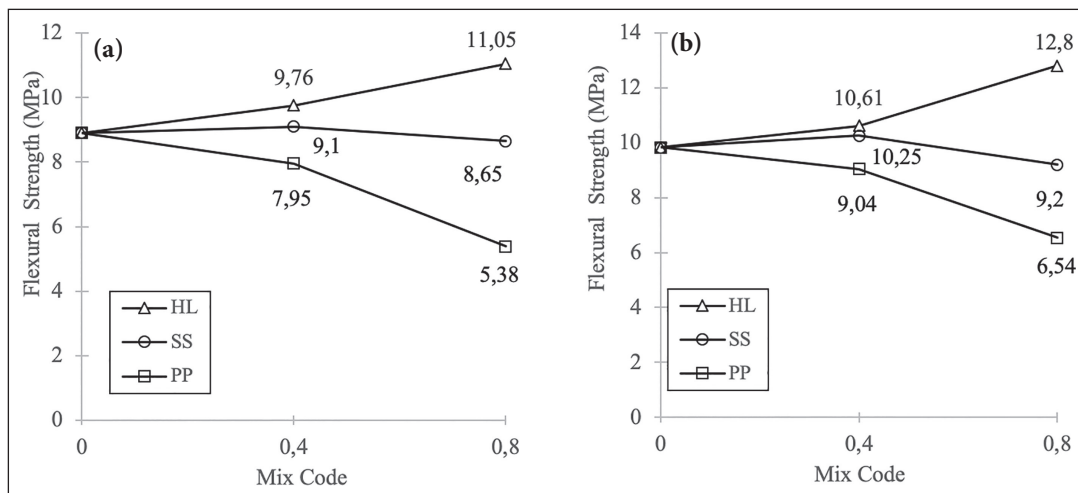 (a)
Flexural Strength (MPa)
12
10
8
6
4
2
0
11,05
9,76
9,1
8,65
7,95
5,38
HL
SS
PP
0 0,4 0,8
Mix Code
(b)
Flexural Strength (MPa)
14
12
10
8
6
4
2
0
12,8
10,61
10,25
9,2
9,04
6,54
HL
SS
PP
0 0,4 0,8
Mix Code